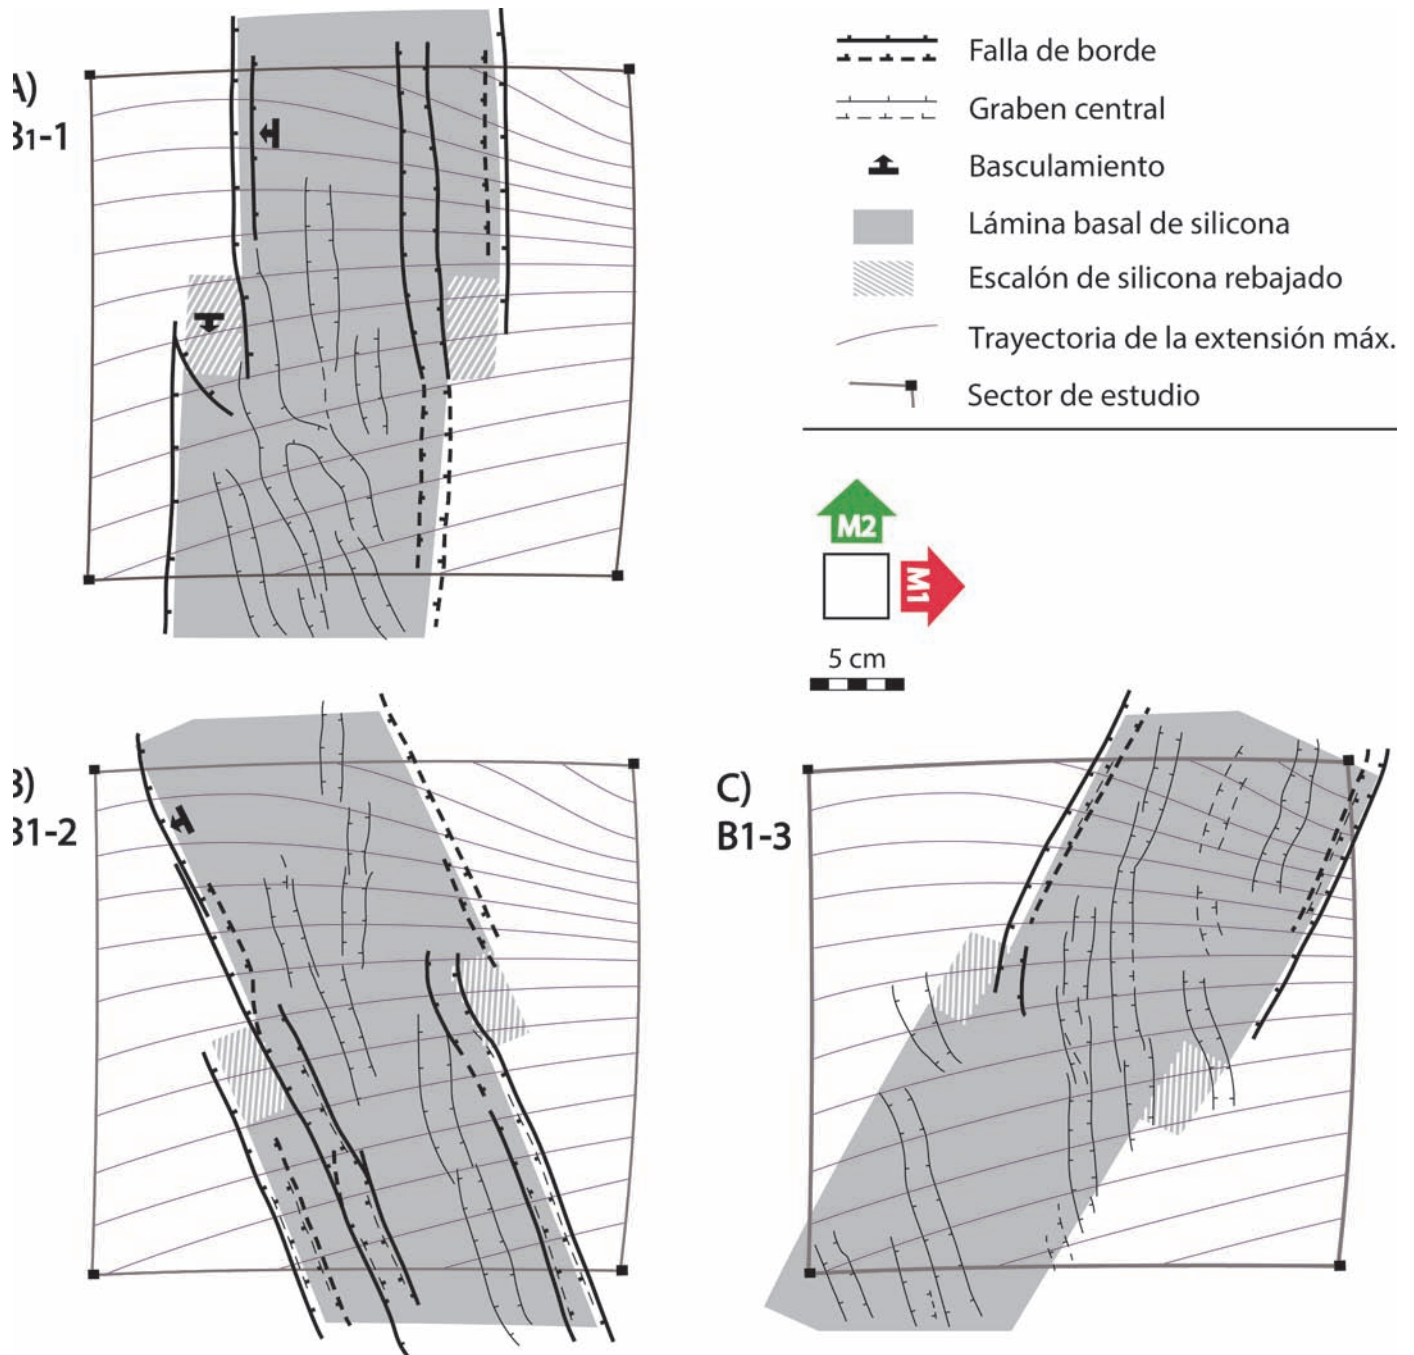 A)
B1-1
Falla de borde
Graben central
Basculamiento
Lámina basal de silicona
Escalón de silicona rebajado
Trayectoria de la extensión máx.
Sector de estudio
M2
M1
5 cm
B)
B1-2
C)
B1-3